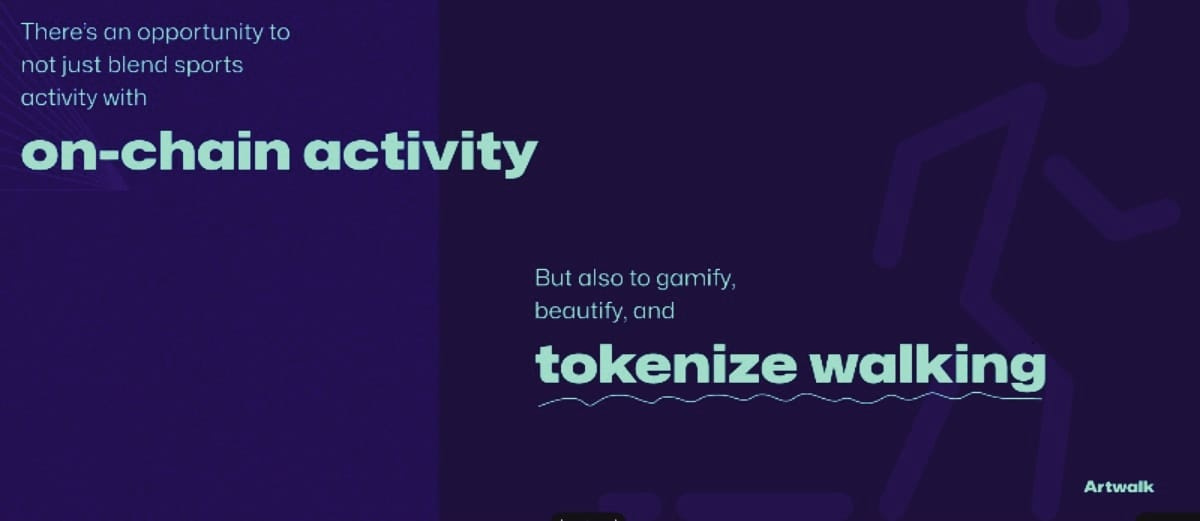 There's an opportunity to
not just blend sports
activity with
on-chain activity
But also to gamify,
beautify, and
tokenize walking
Artwalk